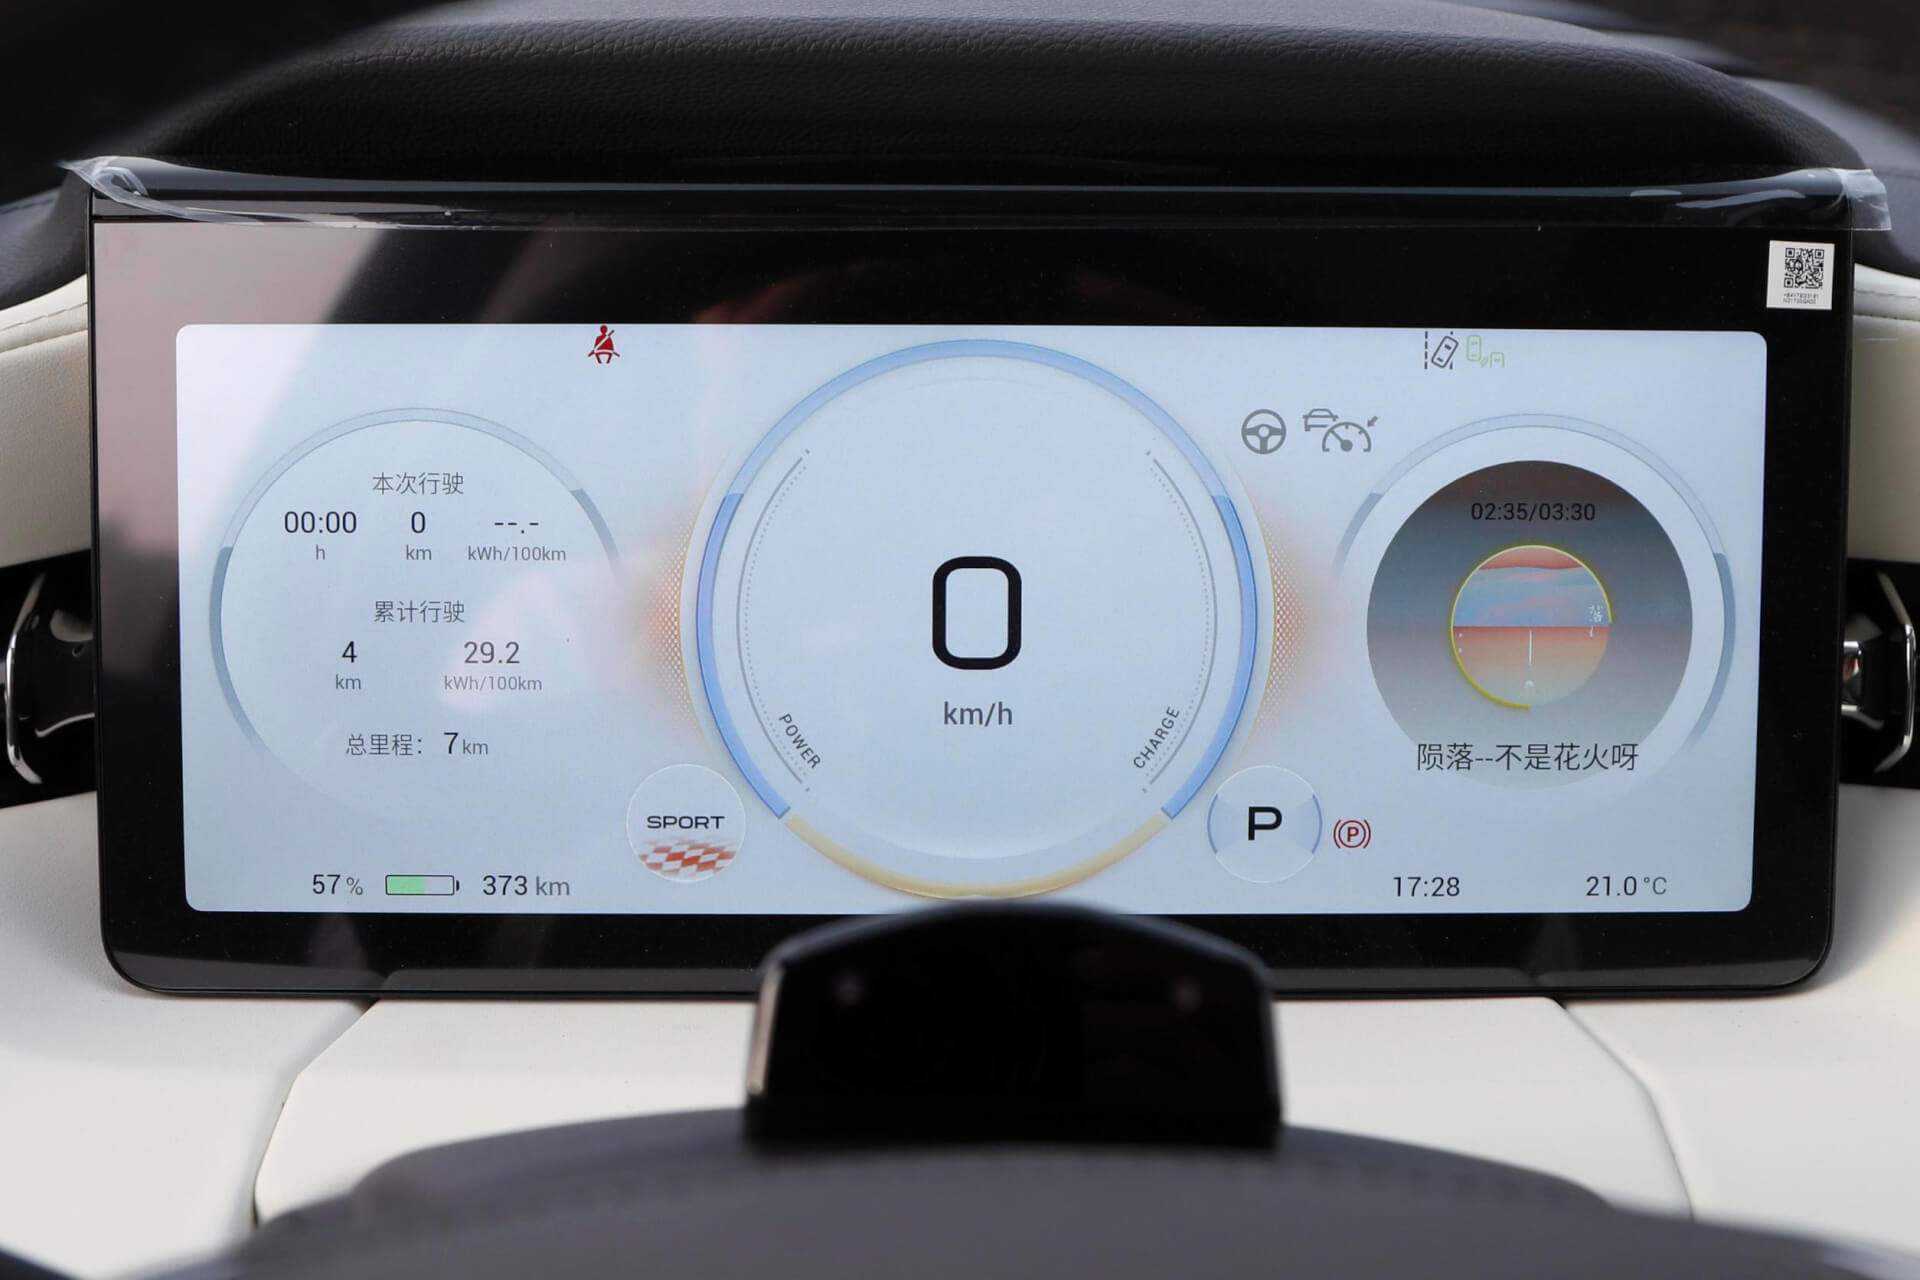 本次行驶
00:00 0 --.-
h km kWh/100km
累计行驶
4 29.2
km kWh/100km
总里程: 7km
57% 373 km
SPORT
0
km/h
POWER
CHARGE
P
(P)
02:35/03:30
落
陨落--不是花火呀
17:28 21.0°C